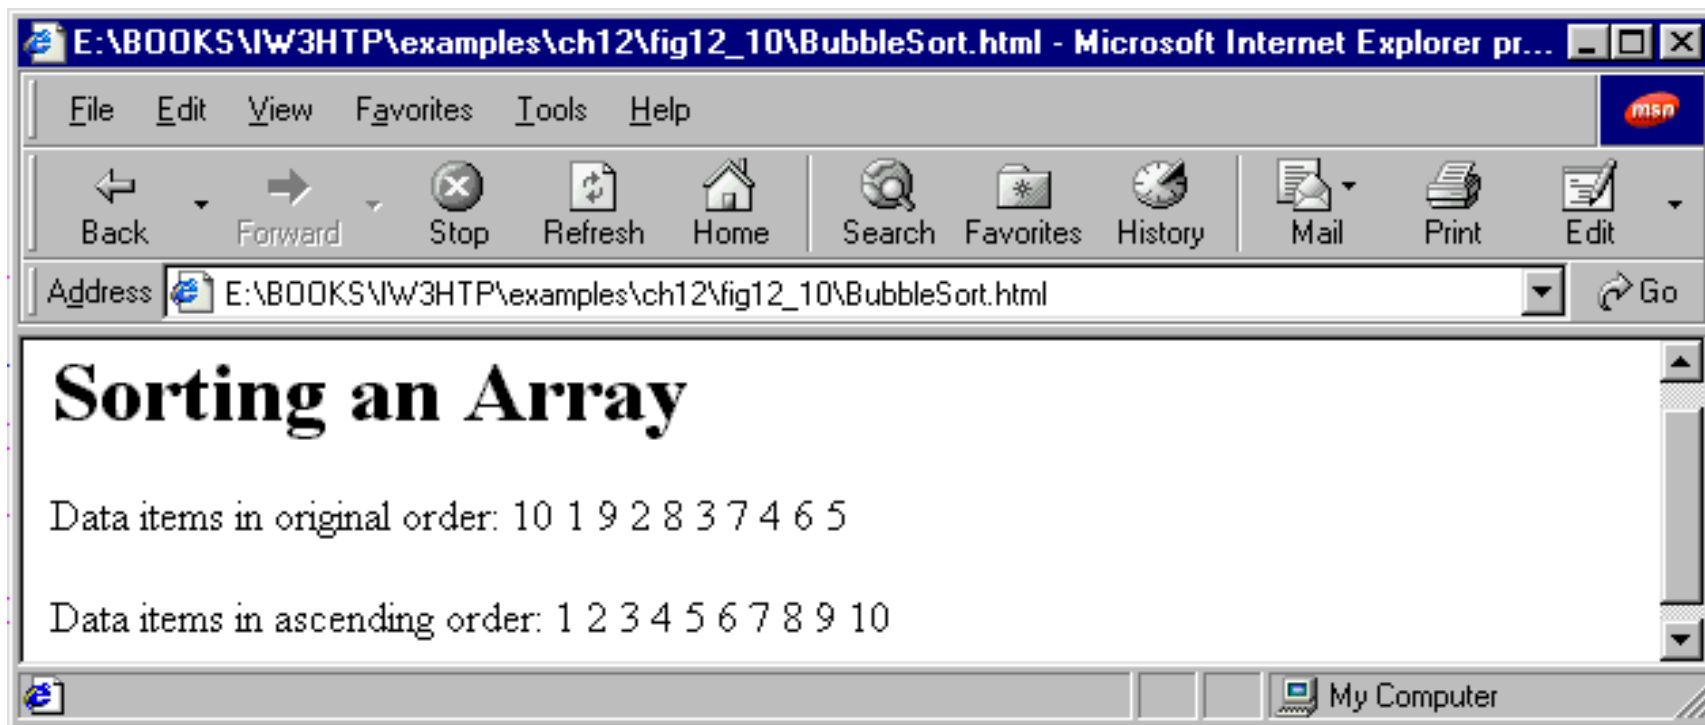 E:\BOOKS\IW3HTP\examples\ch12\fig12_10\BubbleSort.html - Microsoft Internet Explorer pr...
File Edit View Favorites Tools Help
msn
Back Forward Stop Refresh Home Search Favorites History Mail Print Edit
Address E:\BOOKS\IW3HTP\examples\ch12\fig12_10\BubbleSort.html Go
Sorting an Array
Data items in original order: 10 1 9 2 8 3 7 4 6 5
Data items in ascending order: 1 2 3 4 5 6 7 8 9 10
My Computer